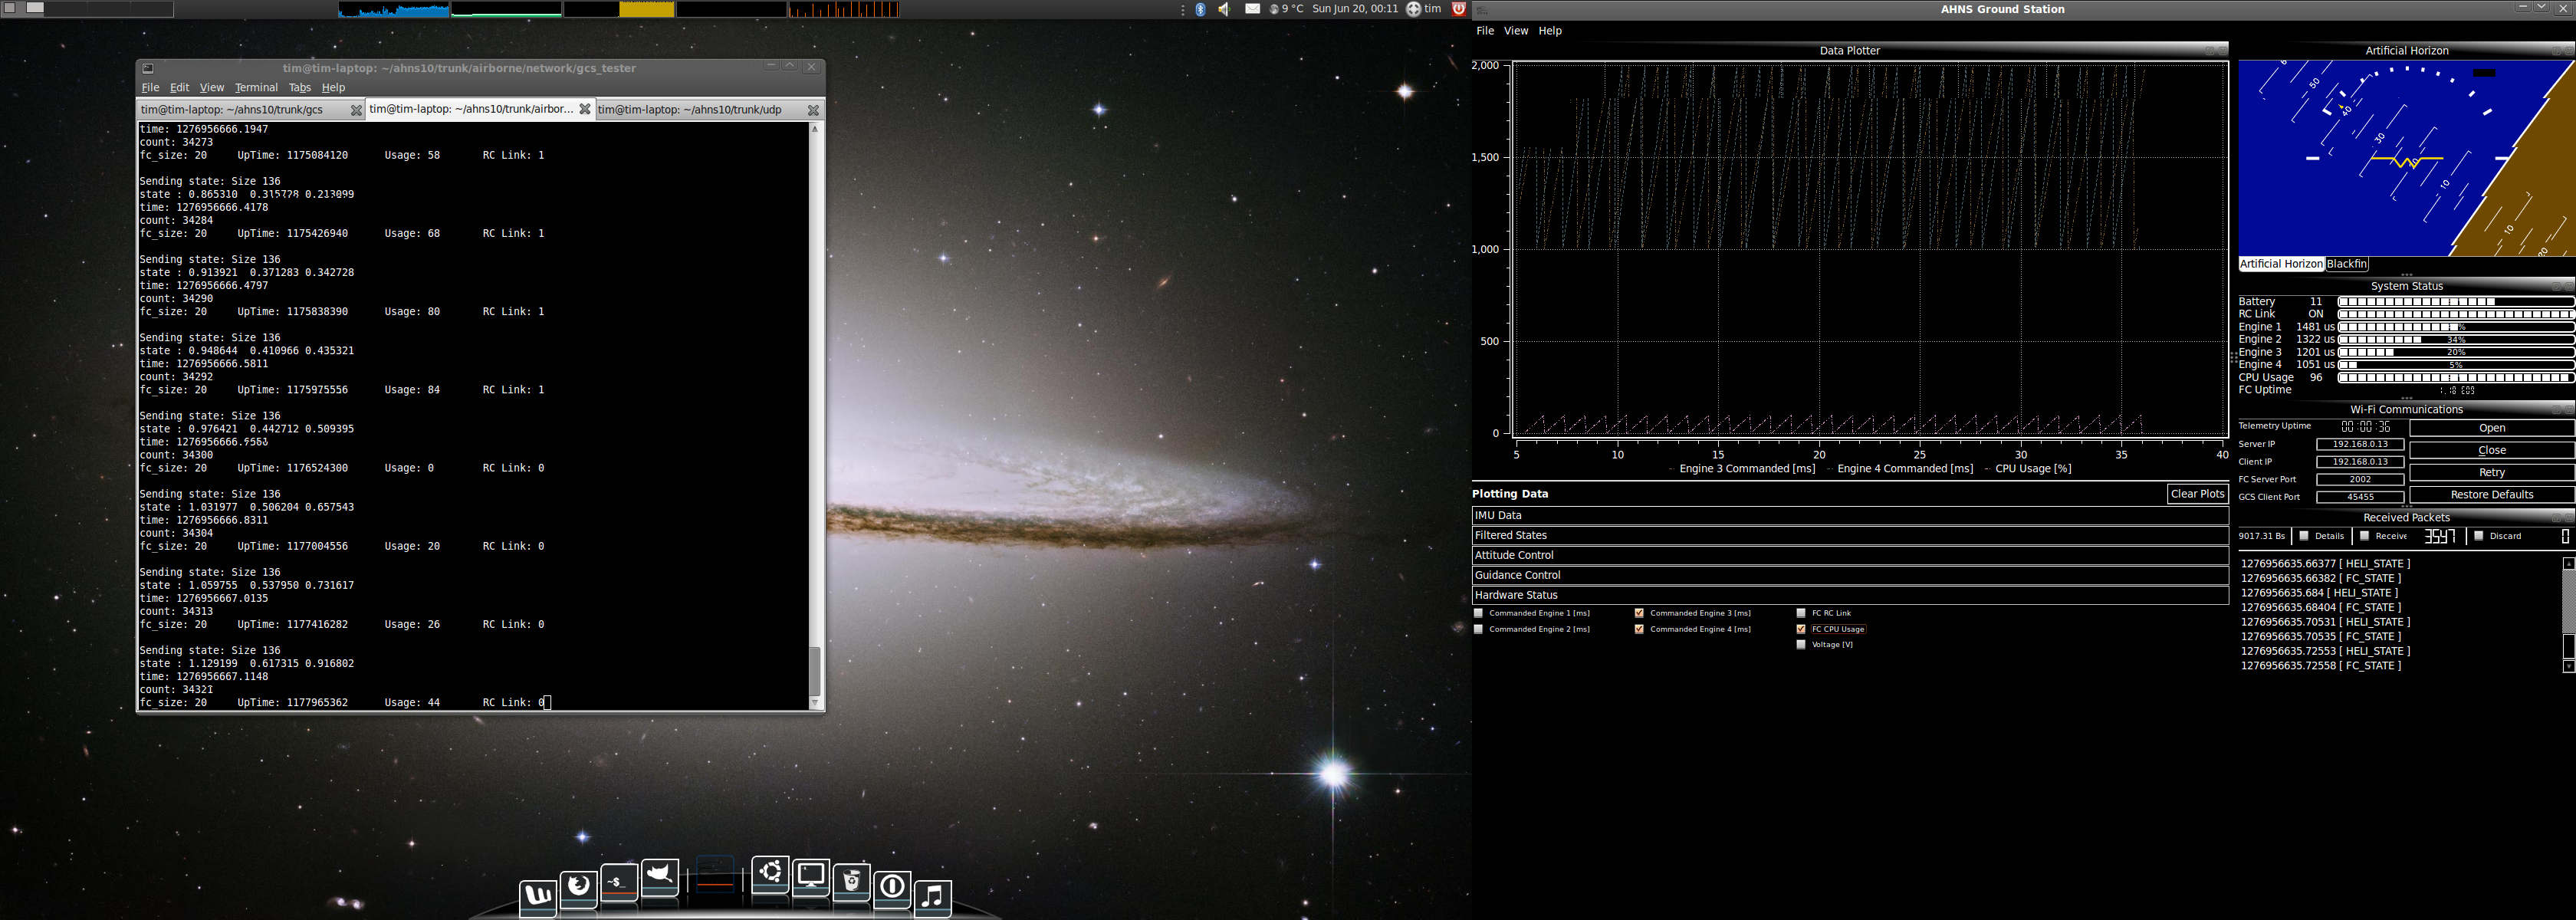 9 °C Sun Jun 20, 00:11 tim
tim@tim-laptop: ~/ahns10/trunk/airborne/network/gcs_tester
File Edit View Terminal Tabs Help
tim@tim-laptop: ~/ahns10/trunk/gcs
tim@tim-laptop: ~/ahns10/trunk/airbor...
tim@tim-laptop: ~/ahns10/trunk/udp
time: 1276956666.1947
count: 34273
fc_size: 20 UpTime: 1175084120 Usage: 58 RC Link: 1
Sending state: Size 136
state : 0.865310 0.315728 0.213099
time: 1276956666.4178
count: 34284
fc_size: 20 UpTime: 1175426940 Usage: 68 RC Link: 1
Sending state: Size 136
state : 0.913921 0.371283 0.342728
time: 1276956666.4797
count: 34290
fc_size: 20 UpTime: 1175838390 Usage: 80 RC Link: 1
Sending state: Size 136
state : 0.948644 0.410966 0.435321
time: 1276956666.5811
count: 34292
fc_size: 20 UpTime: 1175975556 Usage: 84 RC Link: 1
Sending state: Size 136
state : 0.976421 0.442712 0.509395
count: 34300
fc_size: 20 UpTime: 1176524300 Usage: 0 RC Link: 0
Sending state: Size 136
state : 1.031977 0.506204 0.657543
time: 1276956666.8311
count: 34304
fc_size: 20 UpTime: 1177004556 Usage: 20 RC Link: 0
Sending state: Size 136
state : 1.059755 0.537950 0.731617
time: 1276956667.0135
count: 34313
fc_size: 20 UpTime: 1177416282 Usage: 26 RC Link: 0
Sending state: Size 136
state : 1.129199 0.617315 0.916802
time: 1276956667.1148
count: 34321
fc_size: 20 UpTime: 1177965362 Usage: 44 RC Link: 0
~$_
AHNS Ground Station
File View Help
Data Plotter
2,000
1,500
1,000
500
0
5 10 15 20 25 30 35 40
Engine 3 Commanded [ms] Engine 4 Commanded [ms] CPU Usage [%]
Plotting Data Clear Plots
IMU Data
Filtered States
Attitude Control
Guidance Control
Hardware Status
Commanded Engine 1 [ms] Commanded Engine 3 [ms] FC RC Link
Commanded Engine 2 [ms] Commanded Engine 4 [ms] FC CPU Usage
Voltage [V]
Artificial Horizon
50
40
30
10
10
10
20
Artificial Horizon Blackfin
System Status
Battery 11
RC Link ON
Engine 1 1481 us
Engine 2 1322 us 34%
Engine 3 1201 us 20%
Engine 4 1051 us 5%
CPU Usage 96
FC Uptime 1.18 E09
Wi-Fi Communications
Telemetry Uptime 00:00:36 Open
Server IP 192.168.0.13 Close
Client IP 192.168.0.13 Retry
FC Server Port 2002 Restore Defaults
GCS Client Port 45455
Received Packets
9017.31 Bs Details Receive 3547 Discard 0
1276956635.66377 [ HELI_STATE ]
1276956635.66382 [ FC_STATE ]
1276956635.684 [ HELI_STATE ]
1276956635.68404 [ FC_STATE ]
1276956635.70531 [ HELI_STATE ]
1276956635.70535 [ FC_STATE ]
1276956635.72553 [ HELI_STATE ]
1276956635.72558 [ FC_STATE ]